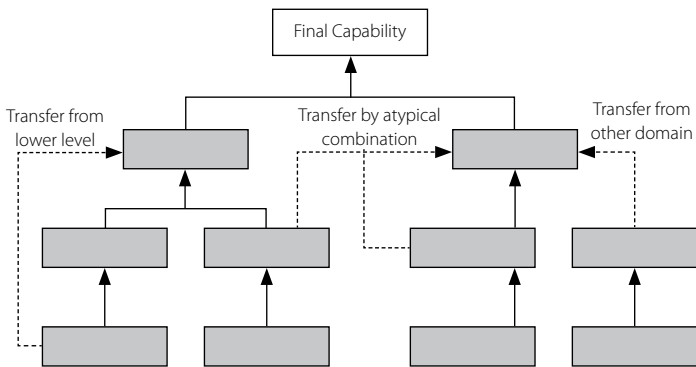 Final Capability
Transfer from
lower level
Transfer by atypical
combination
Transfer from
other domain